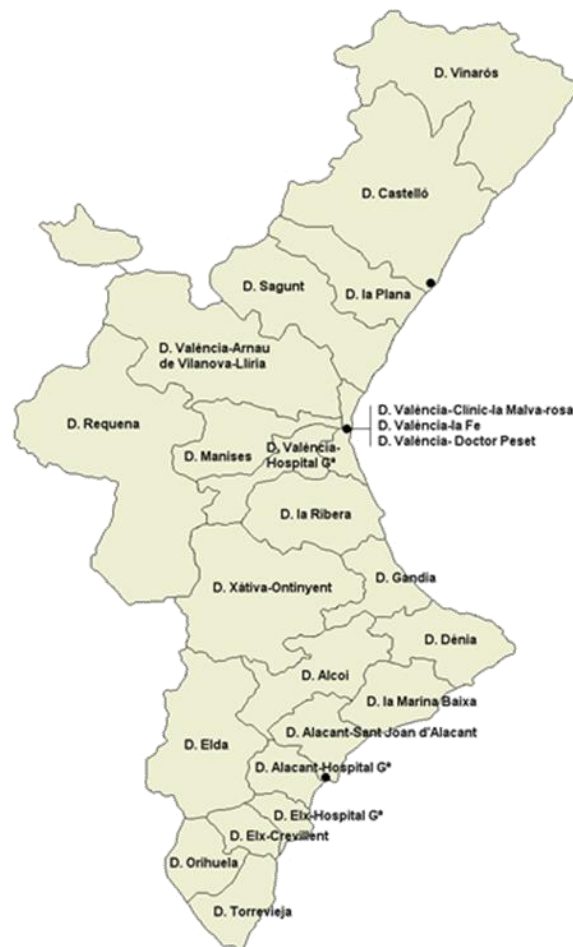 D. Vinarós
D. Castelló
D. Sagunt
D. la Plana
D. València-Arnau
de Vilanova-Llíria
D. València-Clínic-la Malva-rosa
D. València-la Fe
D. València- Doctor Peset
D. Requena
D. Manises
D. València-
Hospital Gª
D. la Ribera
D. Xàtiva-Ontinyent
D. Gandia
D. Dénia
D. Alcoi
D. la Marina Baixa
D. Alacant-Sant Joan d'Alacant
D. Elda
D. Alacant-Hospital Gª
D. Elx-Hospital Gª
D. Elx-Crevillent
D. Orihuela
D. Torrevieja